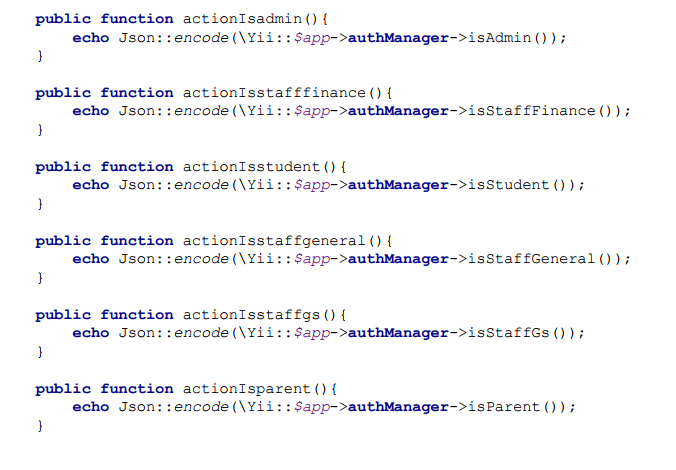 public function actionIsadmin(){
    echo Json::encode(\Yii::$app->authManager->isAdmin());
}

public function actionIsstafffinance(){
    echo Json::encode(\Yii::$app->authManager->isStaffFinance());
}

public function actionIsstudent(){
    echo Json::encode(\Yii::$app->authManager->isStudent());
}

public function actionIsstaffgeneral(){
    echo Json::encode(\Yii::$app->authManager->isStaffGeneral());
}

public function actionIsstaffgs(){
    echo Json::encode(\Yii::$app->authManager->isStaffGs());
}

public function actionIsparent(){
    echo Json::encode(\Yii::$app->authManager->isParent());
}